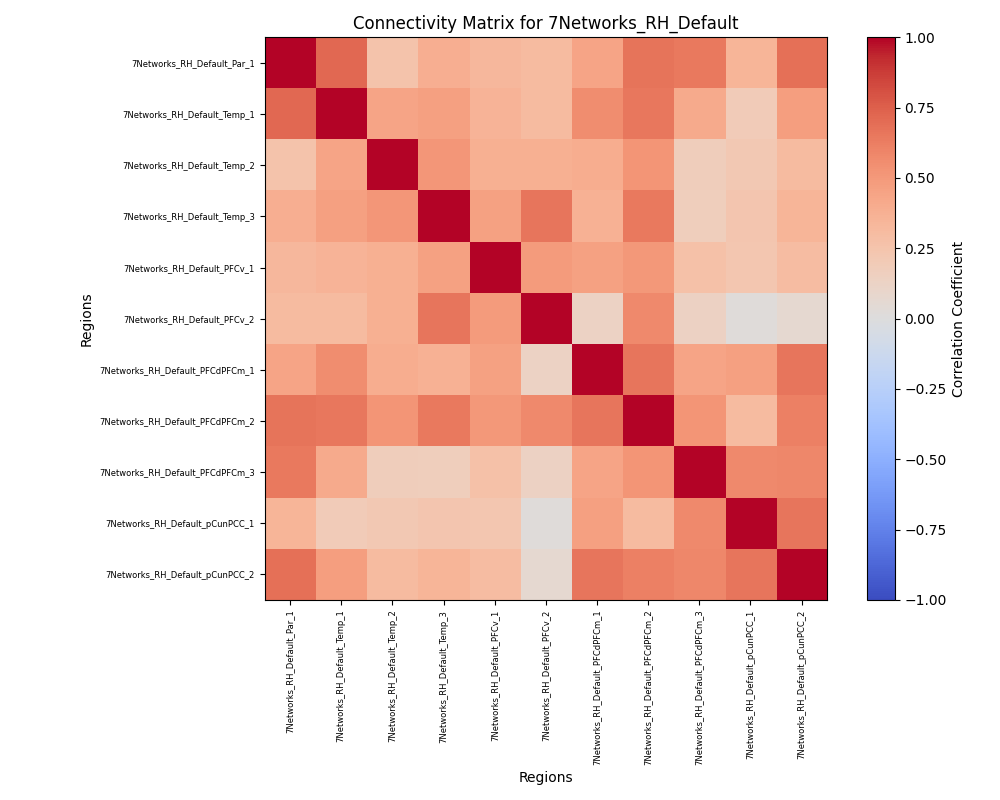 Connectivity Matrix for 7Networks_RH_Default
7Networks_RH_Default_Par_1
7Networks_RH_Default_Temp_1
7Networks_RH_Default_Temp_2
7Networks_RH_Default_Temp_3
7Networks_RH_Default_PFCv_1
7Networks_RH_Default_PFCv_2
7Networks_RH_Default_PFCdPFCm_1
7Networks_RH_Default_PFCdPFCm_2
7Networks_RH_Default_PFCdPFCm_3
7Networks_RH_Default_pCunPCC_1
7Networks_RH_Default_pCunPCC_2
Regions
7Networks_RH_Default_Par_1
7Networks_RH_Default_Temp_1
7Networks_RH_Default_Temp_2
7Networks_RH_Default_Temp_3
7Networks_RH_Default_PFCv_1
7Networks_RH_Default_PFCv_2
7Networks_RH_Default_PFCdPFCm_1
7Networks_RH_Default_PFCdPFCm_2
7Networks_RH_Default_PFCdPFCm_3
7Networks_RH_Default_pCunPCC_1
7Networks_RH_Default_pCunPCC_2
Regions
1.00
0.75
0.50
0.25
0.00
−0.25
−0.50
−0.75
−1.00
Correlation Coefficient